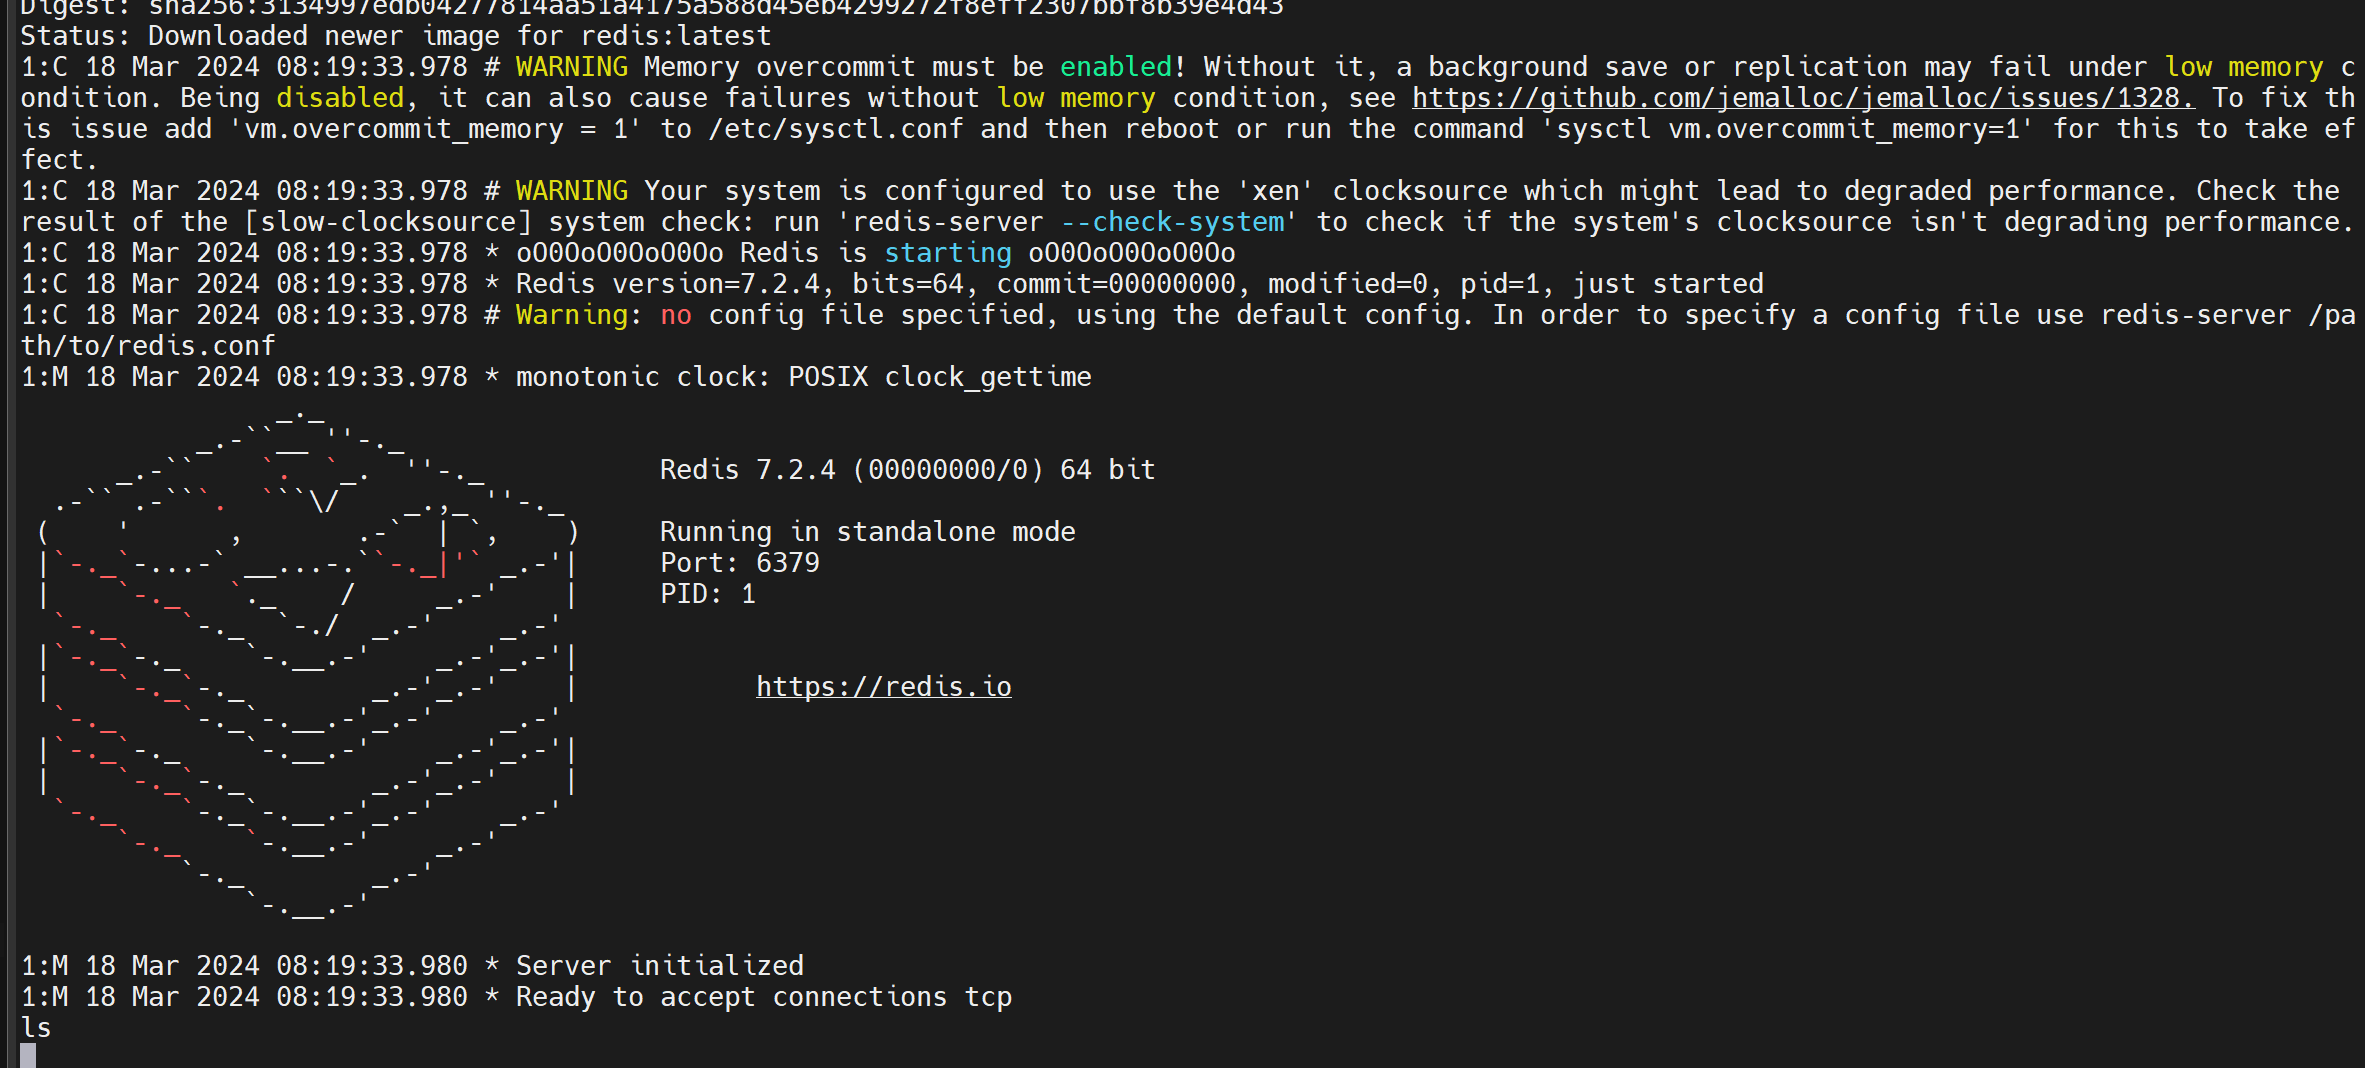 Digest: sha256:3134997edb04277814aa51a4175a588d45eb4299272f8eff2307bbf8b39e4d43
Status: Downloaded newer image for redis:latest
1:C 18 Mar 2024 08:19:33.978 # WARNING Memory overcommit must be enabled! Without it, a background save or replication may fail under low memory c
ondition. Being disabled, it can also cause failures without low memory condition, see https://github.com/jemalloc/jemalloc/issues/1328. To fix th
is issue add 'vm.overcommit_memory = 1' to /etc/sysctl.conf and then reboot or run the command 'sysctl vm.overcommit_memory=1' for this to take ef
fect.
1:C 18 Mar 2024 08:19:33.978 # WARNING Your system is configured to use the 'xen' clocksource which might lead to degraded performance. Check the
result of the [slow-clocksource] system check: run 'redis-server --check-system' to check if the system's clocksource isn't degrading performance.
1:C 18 Mar 2024 08:19:33.978 * oO0OoO0OoO0Oo Redis is starting oO0OoO0OoO0Oo
1:C 18 Mar 2024 08:19:33.978 * Redis version=7.2.4, bits=64, commit=00000000, modified=0, pid=1, just started
1:C 18 Mar 2024 08:19:33.978 # Warning: no config file specified, using the default config. In order to specify a config file use redis-server /pa
th/to/redis.conf
1:M 18 Mar 2024 08:19:33.978 * monotonic clock: POSIX clock_gettime
Redis 7.2.4 (00000000/0) 64 bit
Running in standalone mode
Port: 6379
PID: 1
https://redis.io
1:M 18 Mar 2024 08:19:33.980 * Server initialized
1:M 18 Mar 2024 08:19:33.980 * Ready to accept connections tcp
ls